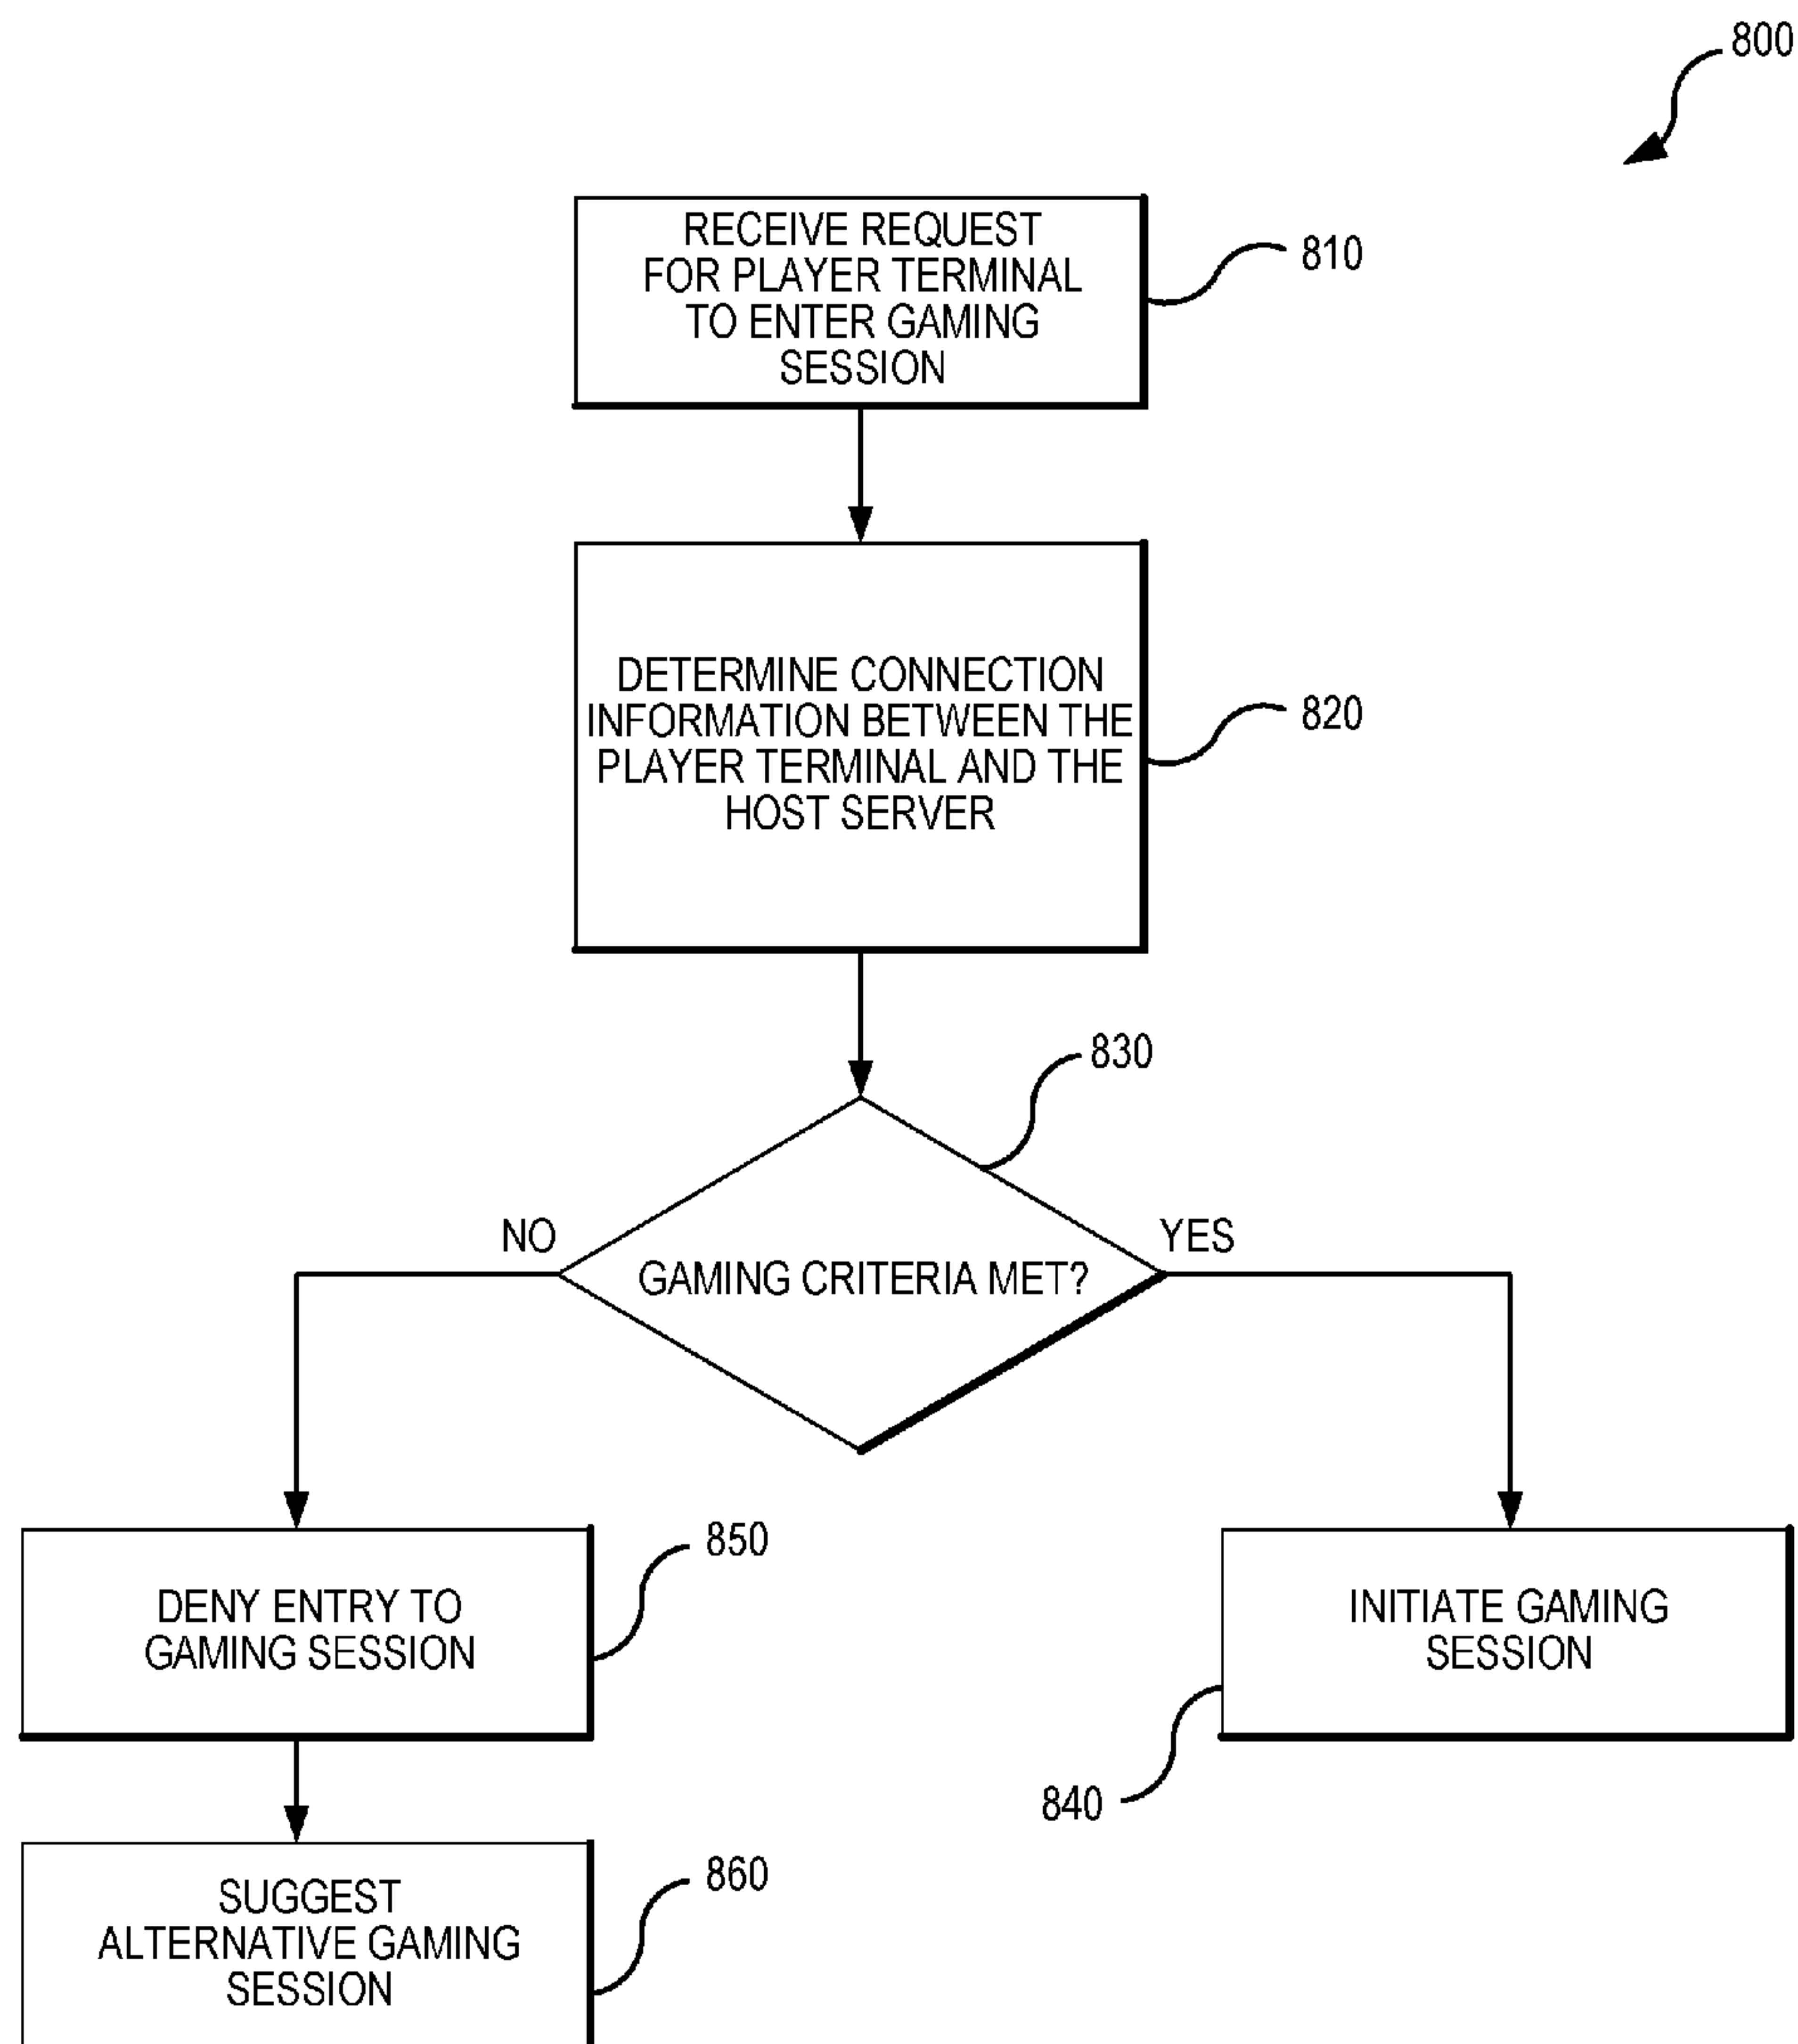 800
RECEIVE REQUEST
FOR PLAYER TERMINAL
TO ENTER GAMING
SESSION
810
DETERMINE CONNECTION
INFORMATION BETWEEN THE
PLAYER TERMINAL AND THE
HOST SERVER
820
830
NO
YES
GAMING CRITERIA MET?
DENY ENTRY TO
GAMING SESSION
850
INITIATE GAMING
SESSION
840
SUGGEST
ALTERNATIVE GAMING
SESSION
860